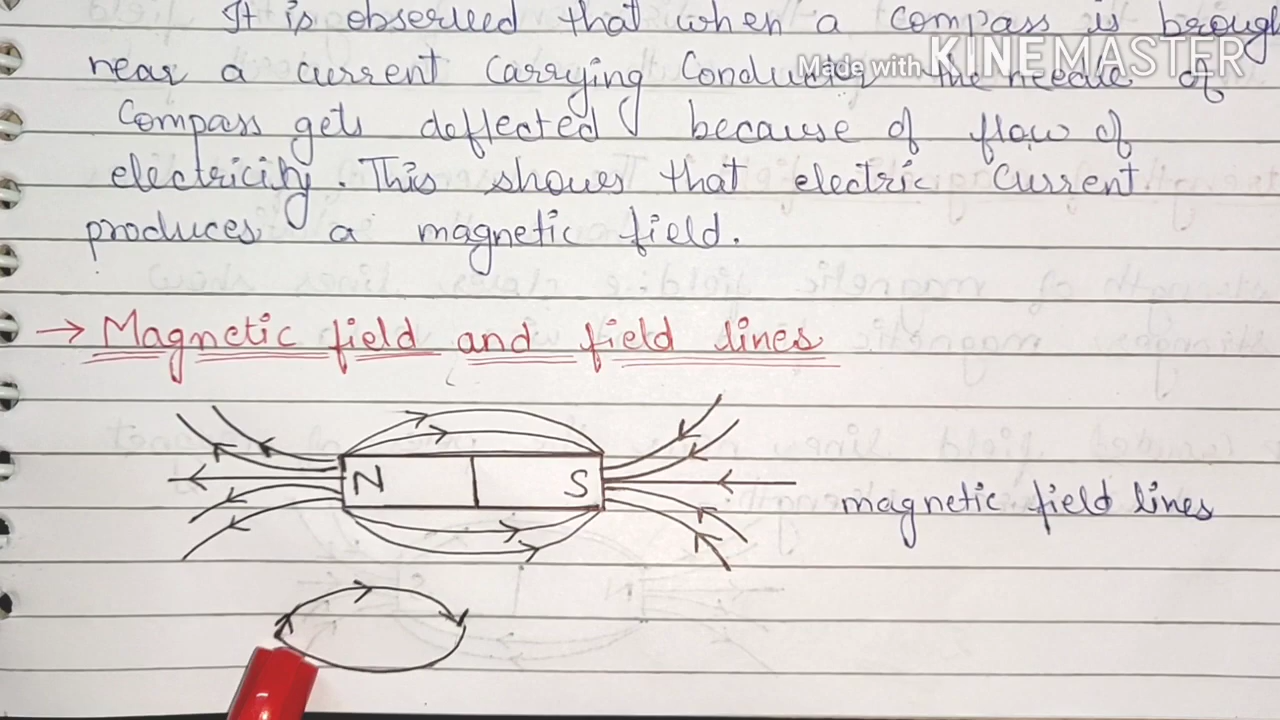 It is observed that when a compass is brough
near a current carrying Conductor the needle of
Compass gets deflected because of flow of
electricity. This shows that electric current
produces a magnetic field.
Made with KINEMASTER
→ Magnetic field and field lines
N S
magnetic field lines